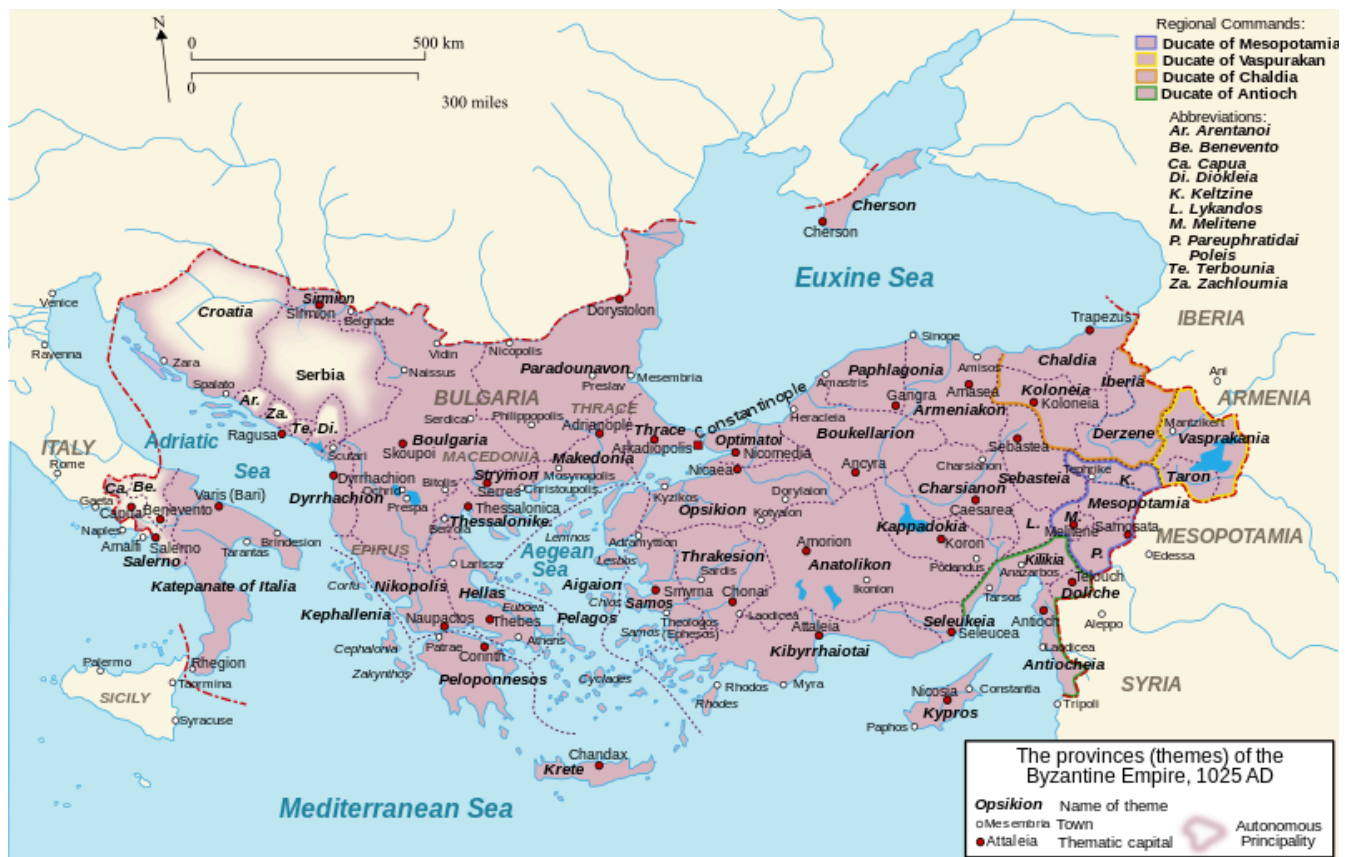 N
0 500 km
0
300 miles
Regional Commands:
Ducate of Mesopotamia
Ducate of Vaspurakan
Ducate of Chaldia
Ducate of Antioch
Abbreviations:
Ar. Arentanoi
Be. Benevento
Ca. Capua
Di. Diokleia
K. Keltzine
L. Lykandos
M. Melitene
P. Pareuphratidai
Poleis
Te. Terbounia
Za. Zachloumia
Cherson
Cherson
Euxine Sea
Venice
Ravenna
Croatia
Sirmion
Sirmion
Belgrade
Dorystolon
Trapezus
IBERIA
Zara
Serbia
Vidin
Nicopolis
Naissus
Paradounavon
Preslav
Mesembria
Sinope
Amastris
Paphlagonia
Amisos
Chaldia
Ani
ARMENIA
Spalato
Ar.
Za.
Te.
Di.
BULGARIA
THRACE
Serdica
Philippopolis
Adrianople
Thrace
Arkadiopolis
Constantinople
Heracleia
Gangra
Amasea
Armeniakon
Koloneia
Koloneia
Iberia
Derzene
Mantzikert
Vasprakania
Taron
ITALY
Rome
Adriatic
Sea
Ragusa
Scutari
Boulgaria
Skoupoi
MACEDONIA
Makedonia
Mosynopolis
Optimatoi
Nicomedia
Nicaea
Boukellarion
Ancyra
Sebastea
Charsianon
Sebasteia
Tephrike
K.
Mesopotamia
Ca.
Be.
Gaeta
Capua
Benevento
Naples
Amalfi
Salerno
Salerno
Varis (Bari)
Brindesion
Tarantas
Katepanate of Italia
Dyrrhachion
Dyrrhachion
Ohrid
Prespa
Bitolis
Strymon
Serres
Christoupolis
Thessalonica
Thessalonike
Berroia
EPIRUS
Larissa
Lemnos
Aegean
Sea
Kyzikos
Opsikion
Dorylaion
Kotyaion
Charsianon
Caesarea
Kappadokia
Koron
L.
M.
Melitene
Samosata
MESOPOTAMIA
Edessa
P.
Adramyttion
Lesbos
Thrakesion
Sardis
Amorion
Anatolikon
Podandus
Kilikia
Anazarbos
Telouch
Doliche
Corfu
Nikopolis
Hellas
Aigaion
Pelagos
Chios
Samos
Smyrna
Chonai
Ikonion
Tarsos
Antioch
Aleppo
Kephallenia
Naupactos
Euboea
Thebes
Athens
Samos
Theologos
(Ephesos)
Laodicea
Attaleia
Seleukeia
Seleucea
Laodicea
Antiocheia
Cephalonia
Patrae
Corinth
Zakynthos
Peloponnesos
Cyclades
Kibyrrhaiotai
Rhodos
Rhodes
Myra
Nicosia
Constantia
Kypros
Paphos
Tripoli
SYRIA
Palermo
Rhegion
Taormina
SICILY
Syracuse
Chandax
Krete
Mediterranean Sea
The provinces (themes) of the
Byzantine Empire, 1025 AD
Opsikion Name of theme
Mesembria Town
Attaleia Thematic capital
Autonomous
Principality